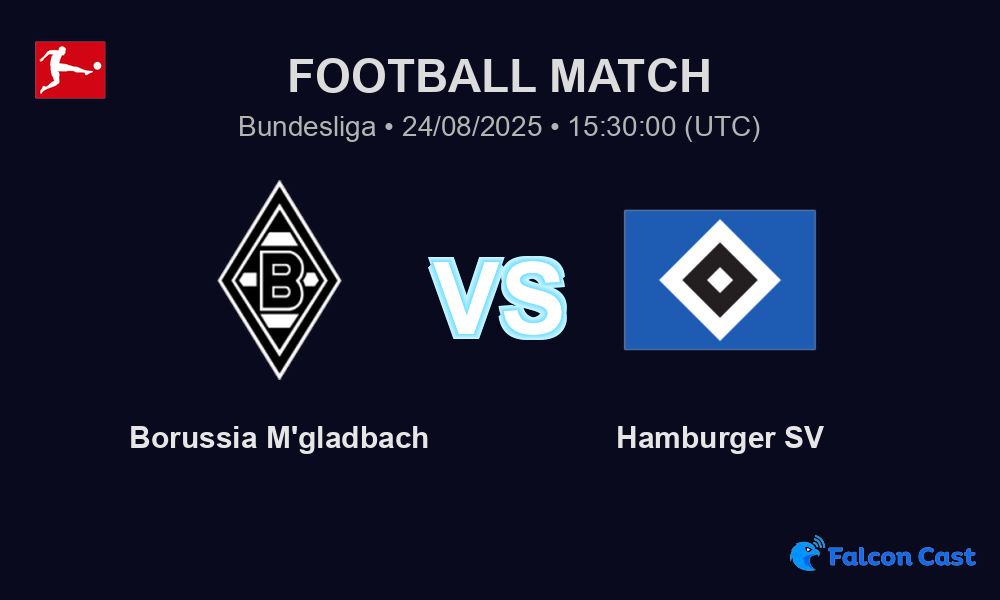 FOOTBALL MATCH
Bundesliga • 24/08/2025 • 15:30:00 (UTC)
B
VS
Borussia M'gladbach
Hamburger SV
Falcon Cast